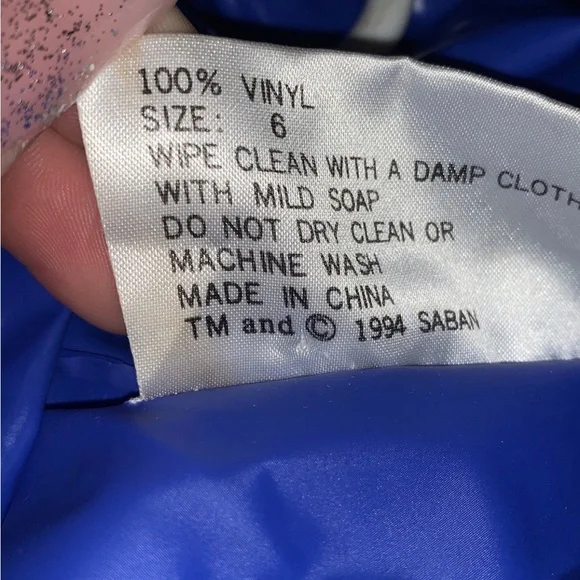 100% VINYL
SIZE: 6
WIPE CLEAN WITH A DAMP CLOTH
WITH MILD SOAP
DO NOT DRY CLEAN OR
MACHINE WASH
MADE IN CHINA
TM and © 1994 SABAN